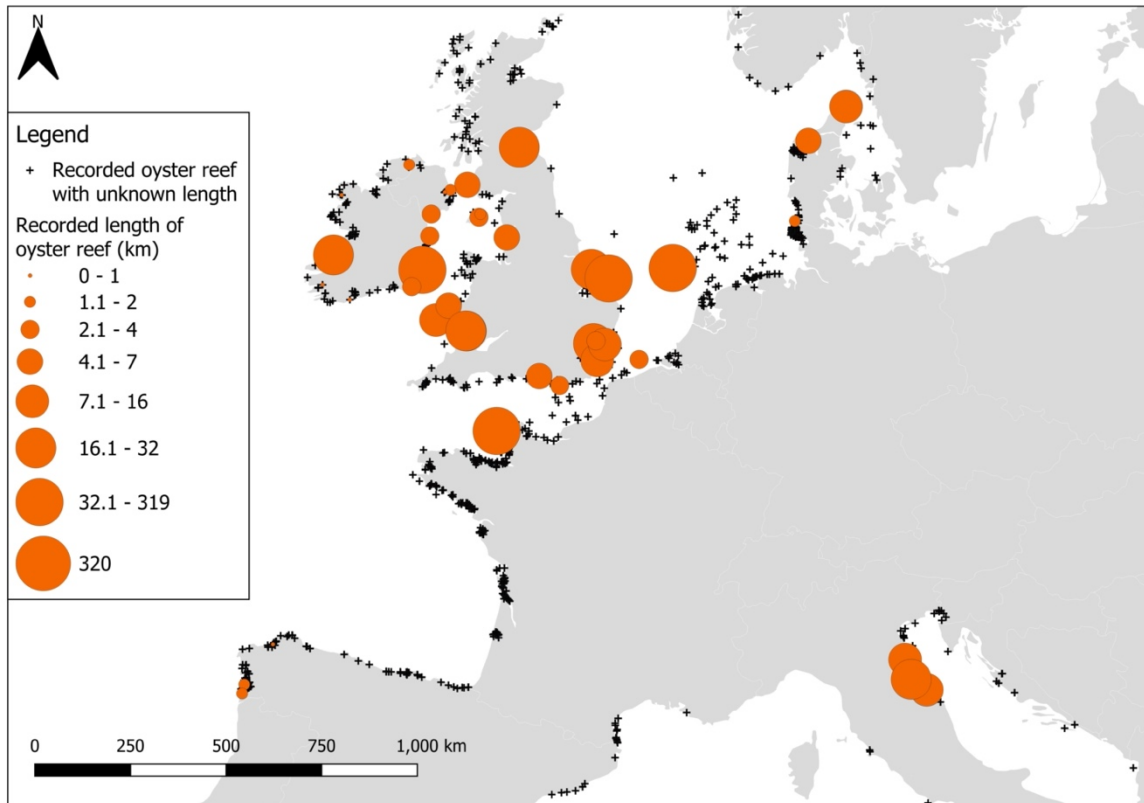 N
Legend
Recorded oyster reef
with unknown length
Recorded length of
oyster reef (km)
0 - 1
1.1 - 2
2.1 - 4
4.1 - 7
7.1 - 16
16.1 - 32
32.1 - 319
320
0 250 500 750 1,000 km